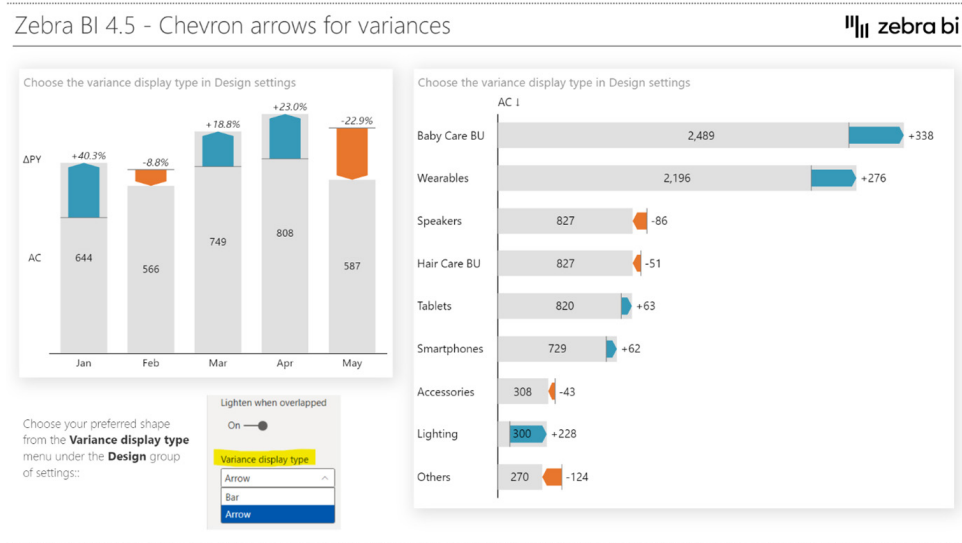 Zebra BI 4.5 - Chevron arrows for variances
zebra bi
Choose the variance display type in Design settings
+23.0%
+18.8%
-22.9%
ΔPY
+40.3%
-8.8%
AC
644
566
749
808
587
Jan Feb Mar Apr May
Choose the variance display type in Design settings
AC ↓
Baby Care BU 2,489 +338
Wearables 2,196 +276
Speakers 827 -86
Hair Care BU 827 -51
Tablets 820 +63
Smartphones 729 +62
Accessories 308 -43
Lighting 300 +228
Others 270 -124
Choose your preferred shape
from the Variance display type
menu under the Design group
of settings::
Lighten when overlapped
On
Variance display type
Arrow
Bar
Arrow